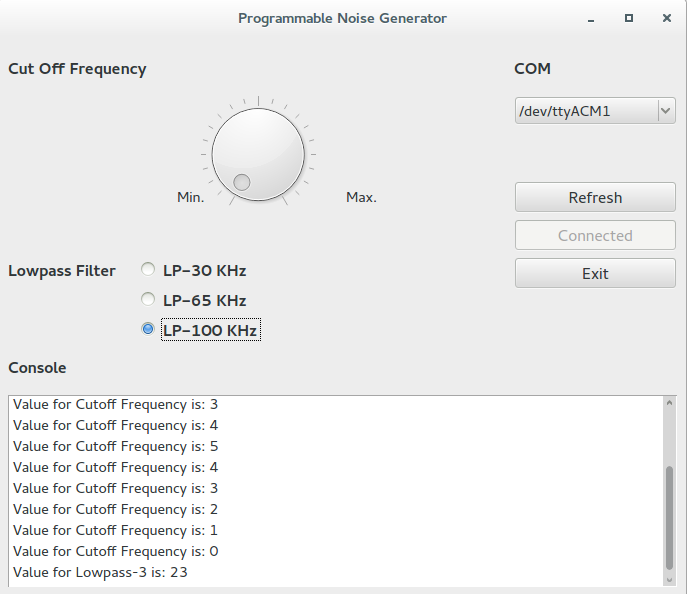 Programmable Noise Generator
Cut Off Frequency
COM
/dev/ttyACM1
Min.
Max.
Refresh
Connected
Exit
Lowpass Filter
LP-30 KHz
LP-65 KHz
LP-100 KHz
Console
Value for Cutoff Frequency is: 3
Value for Cutoff Frequency is: 4
Value for Cutoff Frequency is: 5
Value for Cutoff Frequency is: 4
Value for Cutoff Frequency is: 3
Value for Cutoff Frequency is: 2
Value for Cutoff Frequency is: 1
Value for Cutoff Frequency is: 0
Value for Lowpass-3 is: 23